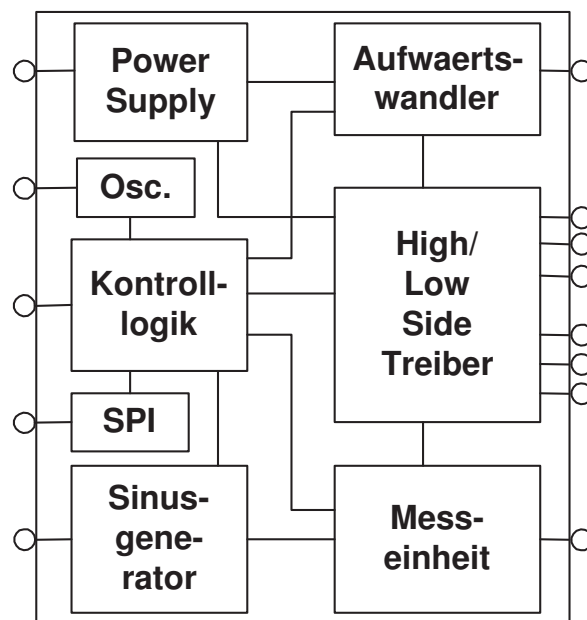 Power
Supply
Aufwaerts-
wandler
Osc.
High/
Low
Side
Treiber
Kontroll-
logik
SPI
Sinus-
gene-
rator
Mess-
einheit